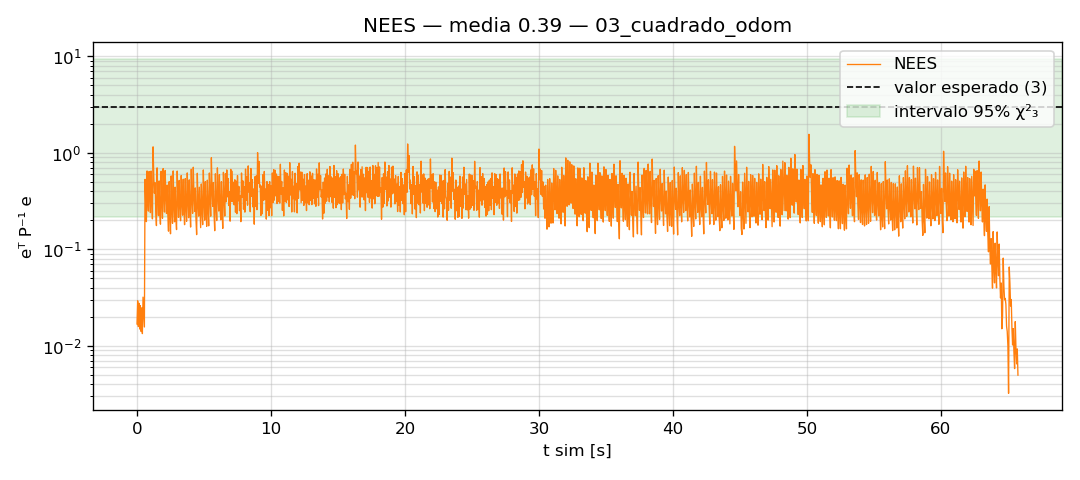 NEES — media 0.39 — 03_cuadrado_odom
NEES
valor esperado (3)
intervalo 95% χ²₃
eᵀ P⁻¹ e
10¹
10⁰
10⁻¹
10⁻²
0 10 20 30 40 50 60
t sim [s]